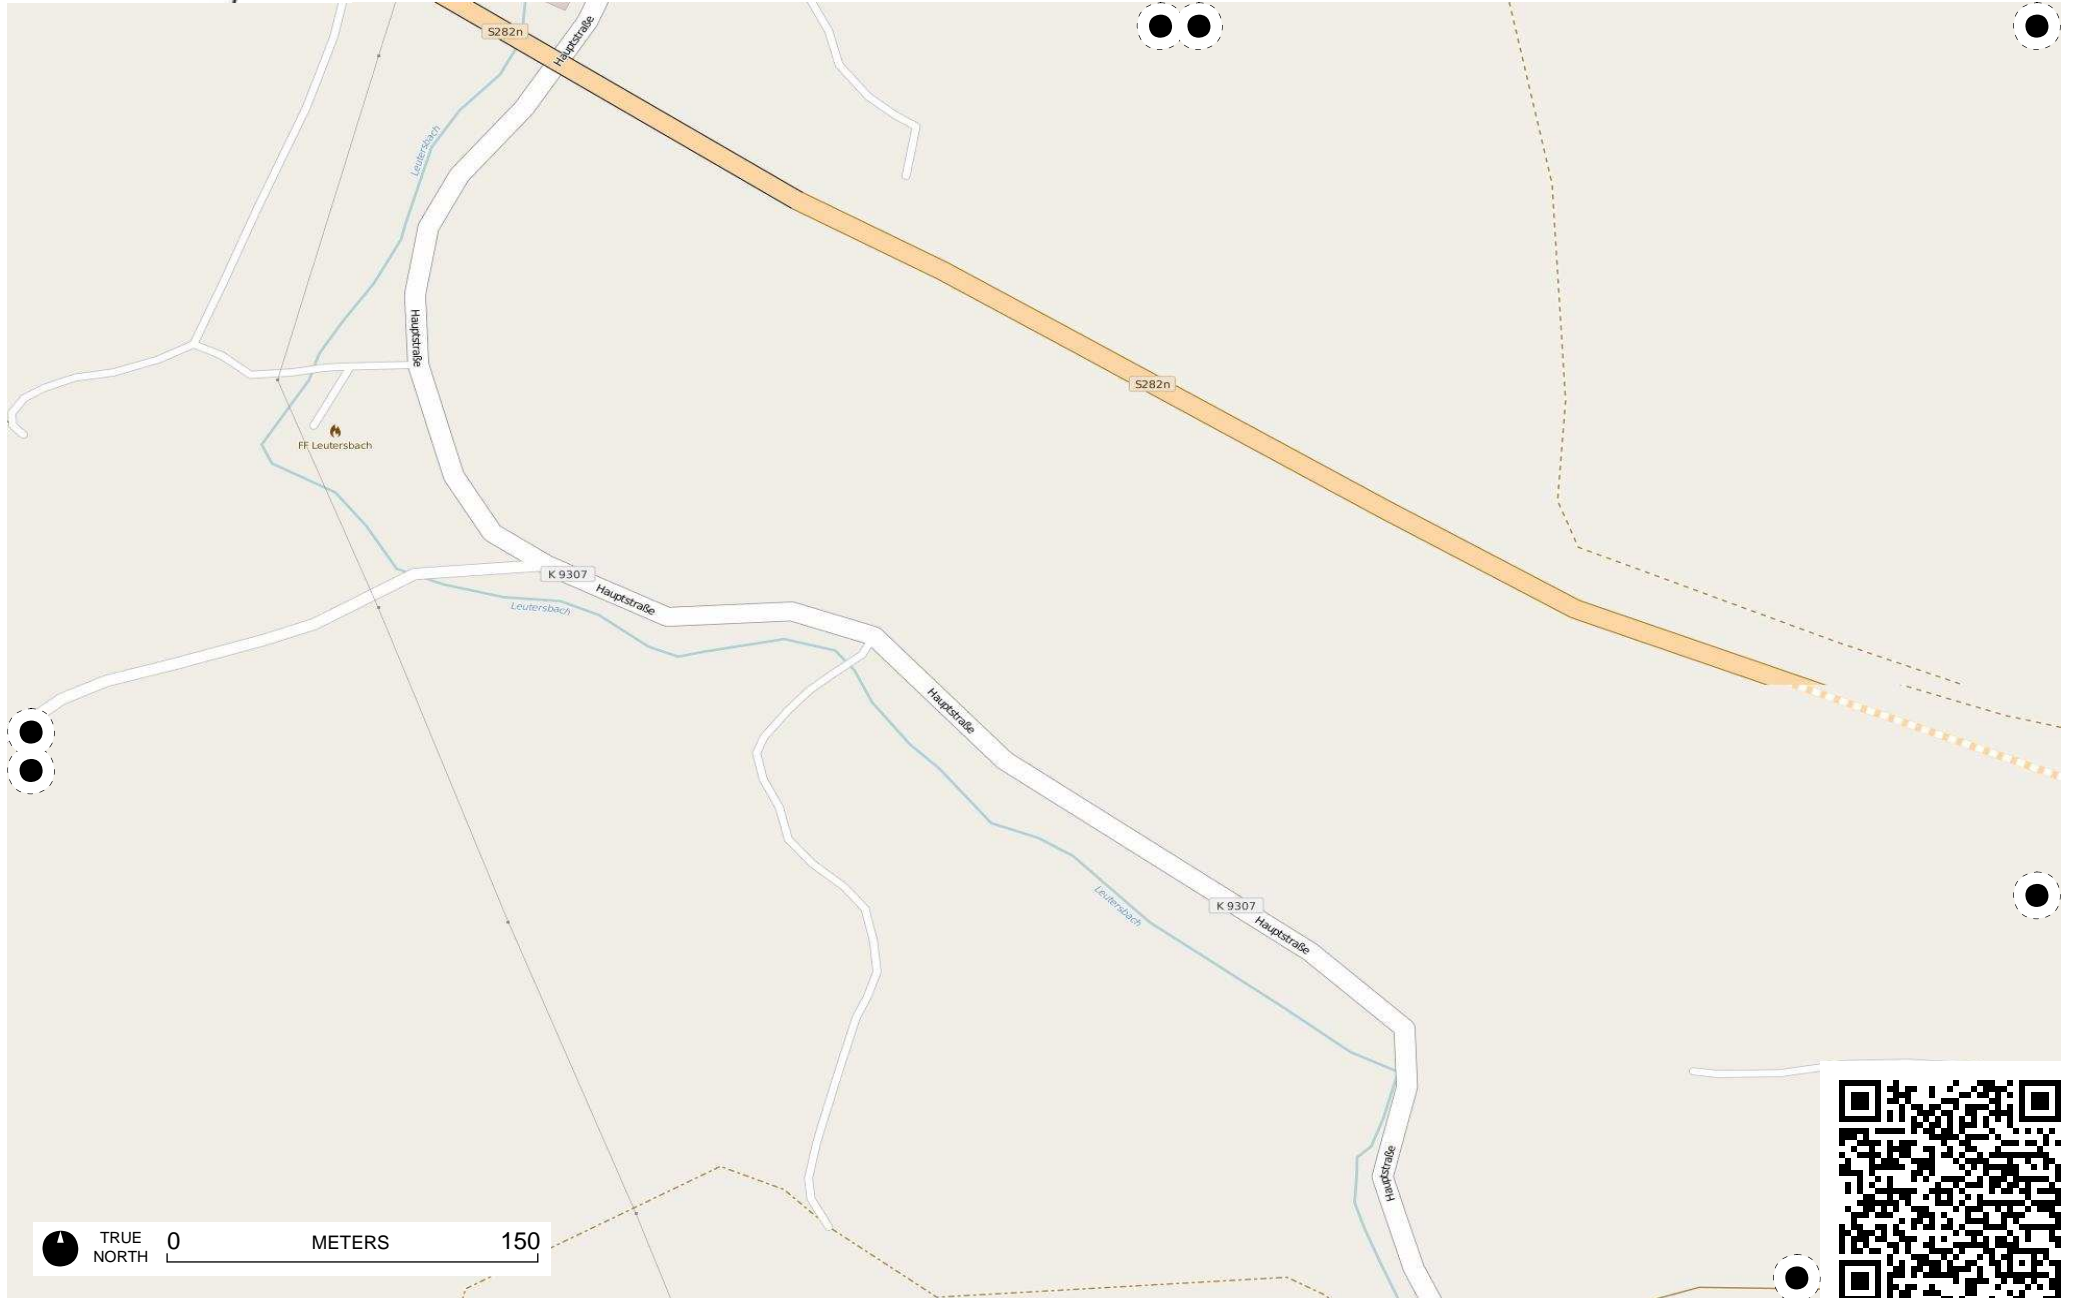 S282n
Hauptstraße
Leutersbach
Hauptstraße
S282n
FF Leutersbach
K 9307
Hauptstraße
Leutersbach
Hauptstraße
Leutersbach
K 9307
Hauptstraße
Hauptstraße
TRUE
NORTH
0 METERS 150